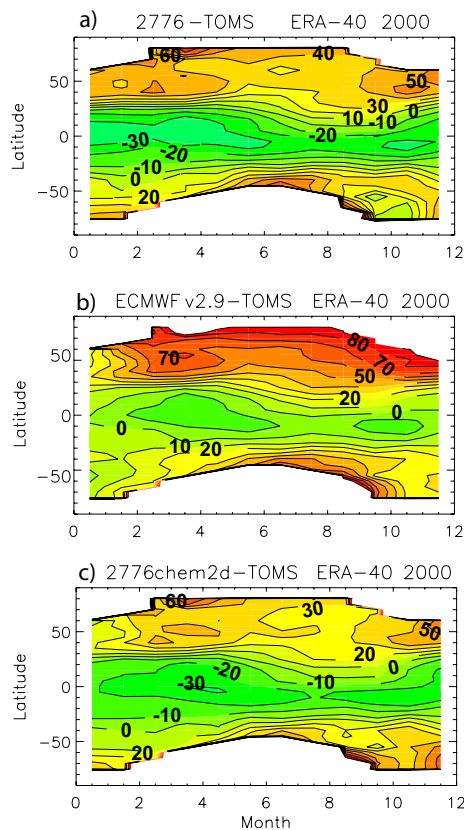 a) 2776 –TOMS ERA–40 2000
60 40 50
50 30 0
10 -10
Latitude 0 -30 -20 -20
-10
0
-50 20
0 2 4 6 8 10 12
b) ECMWF v2.9–TOMS ERA–40 2000
80
50 70 70
50
20
Latitude 0 0 0
10 20
-50
0 2 4 6 8 10 12
c) 2776chem2d–TOMS ERA–40 2000
60 30
50 50
20
-20 0
Latitude 0 -30 -10
-10
0
-50 20
0 2 4 6 8 10 12
Month